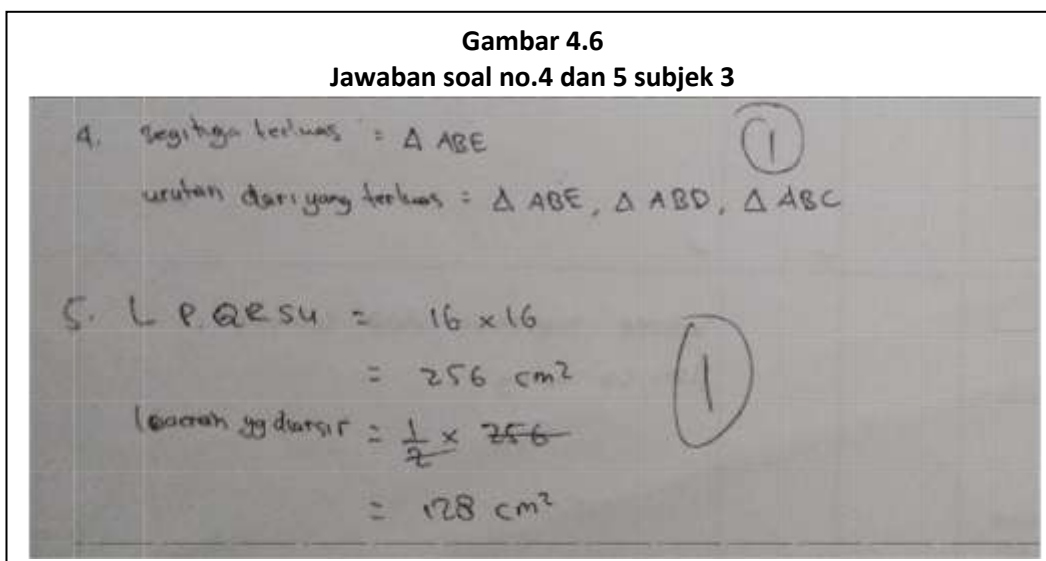 Gambar 4.6
Jawaban soal no.4 dan 5 subjek 3
4. segitiga terluas = Δ ABE
1
urutan dari yang terluas = Δ ABE, Δ ABD, Δ ABC
5. L PQRSU = 16 x 16
= 256 cm²
1
yg diarsir = 1/2 x 256
= 128 cm²